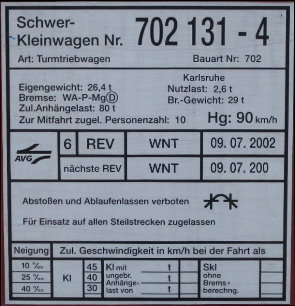 Schwer-
Kleinwagen Nr. 702 131 - 4
Art: Turmtriebwagen Bauart Nr: 702
Karlsruhe
Eigengewicht: 26,4 t Nutzlast: 2,6 t
Bremse: WA-P-Mg D Br.-Gewicht: 29 t
Zul.Anhängelast: 80 t
Zur Mitfahrt zugel. Personenzahl: 10 Hg: 90 km/h
AVG 6 REV WNT 09. 07. 2002
nächste REV WNT 09. 07. 200
Abstoßen und Ablaufenlassen verboten
Für Einsatz auf allen Steilstrecken zugelassen
Neigung Zul. Geschwindigkeit in km/h bei der Fahrt als
10 ‰ 45 Kl mit t Skl t
25 ‰ Kl 40 ungebr. t ohne
Anhänge- Brems-
40 ‰ 30 last von t berechng.